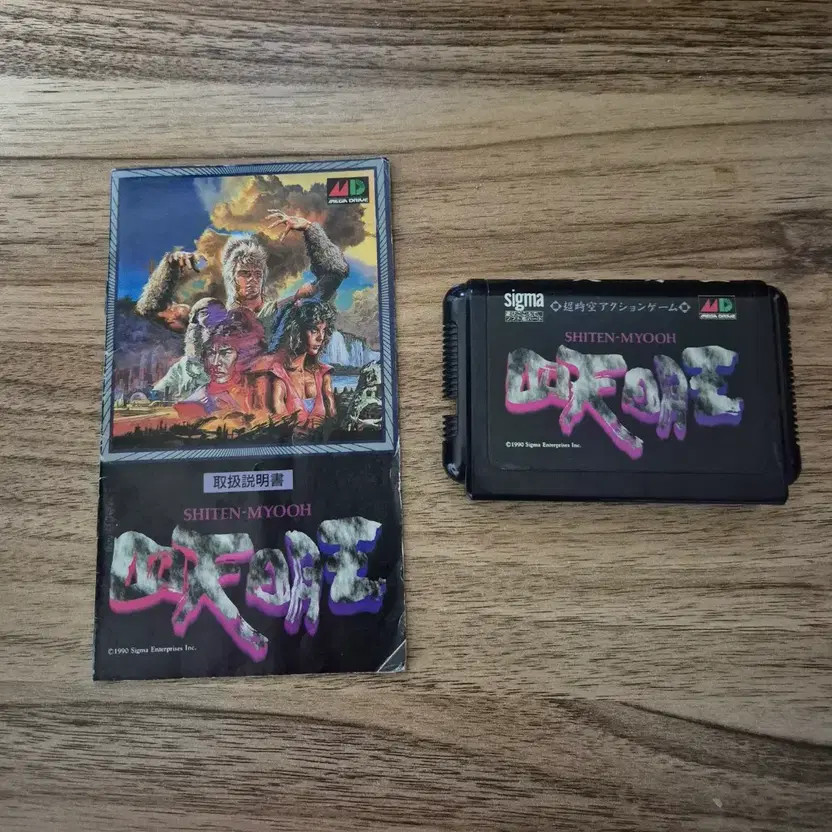 MD
MEGA DRIVE
取扱説明書
SHITEN-MYOOH
四天明王
©1990 Sigma Enterprises Inc.
sigma
超時空アクションゲーム
MD
MEGA DRIVE
SHITEN-MYOOH
四天明王
©1990 Sigma Enterprises Inc.